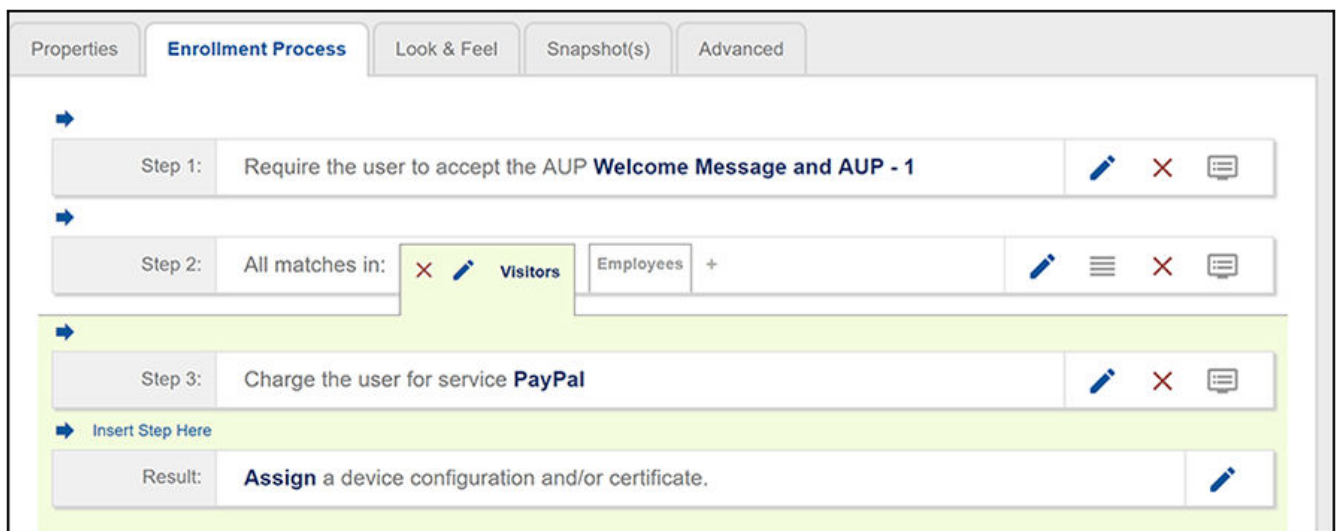 Properties Enrollment Process Look & Feel Snapshot(s) Advanced
Step 1: Require the user to accept the AUP Welcome Message and AUP - 1
Step 2: All matches in: Visitors Employees +
Step 3: Charge the user for service PayPal
Insert Step Here
Result: Assign a device configuration and/or certificate.